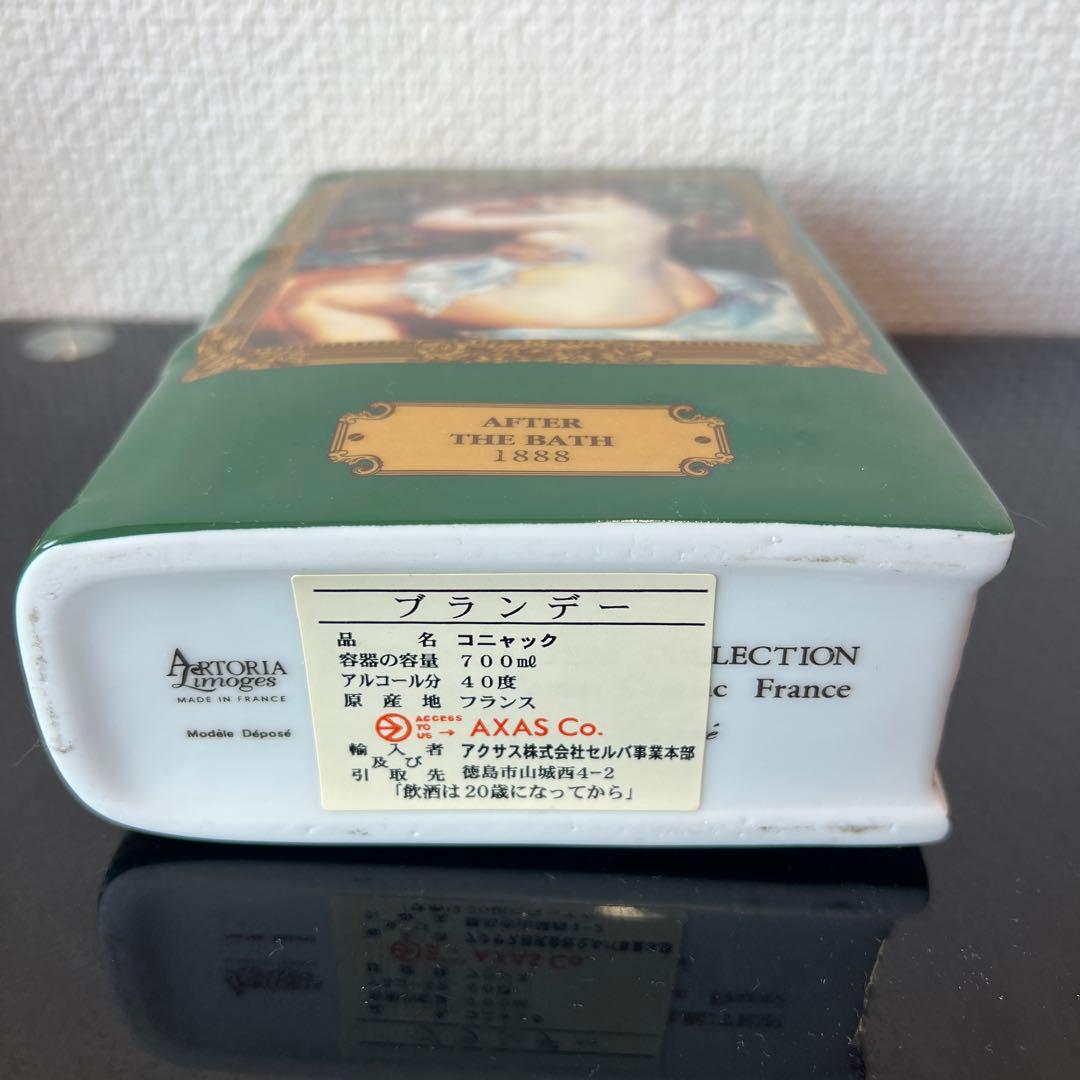 AFTER
THE BATH
1888
ARTORIA
Limoges
MADE IN FRANCE
Modèle Déposé
ブランデー
品名 コニャック
容器の容量 700㎖
アルコール分 40度
原産地 フランス
ACCESS TO US → AXAS Co.
輸入者及び引取先 アクサス株式会社セルバ事業本部
徳島市山城西4-2
「飲酒は20歳になってから」
LECTION
c France
é